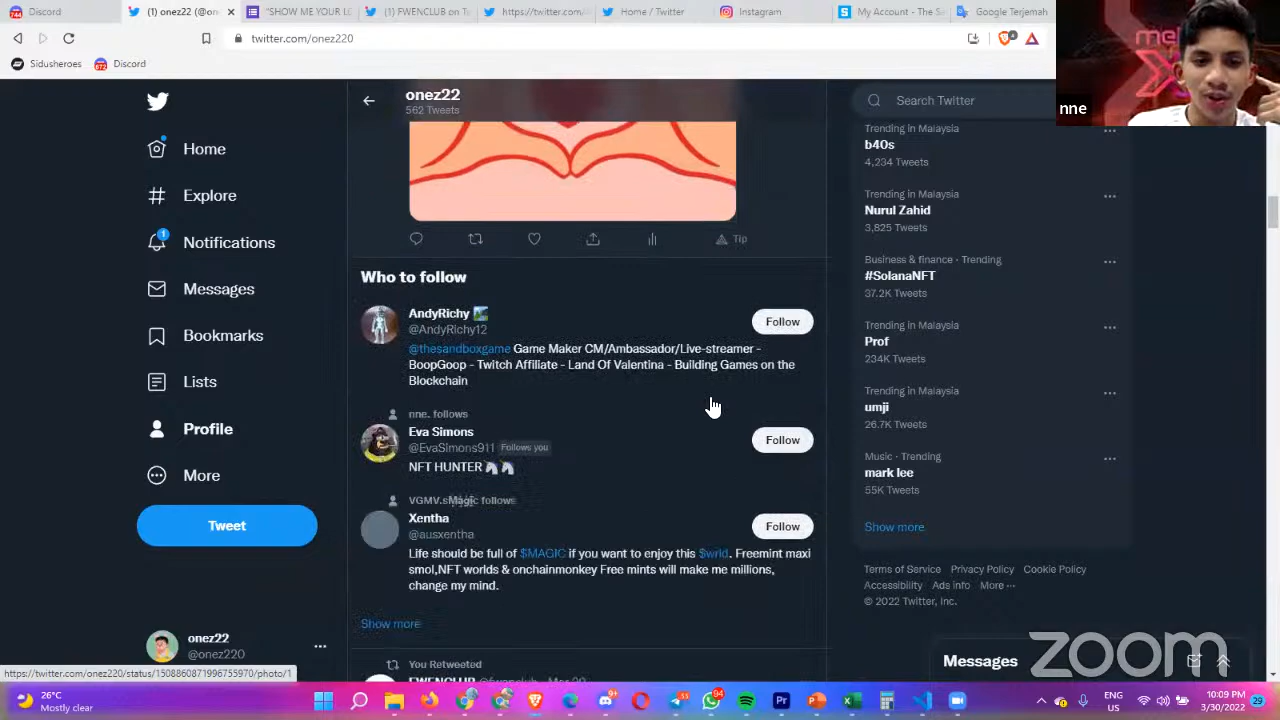 Discord
(1) onez22 (@on
"SHOW ME YOUR LO
(1) FWENCLUB on Tw
https://twitter.com/
Home / Twitter
Instagram
My Account - The Sa
Google Terjemah
twitter.com/onez220
Sidusheroes
Discord
nne
onez22
562 Tweets
Home
Explore
1
Notifications
Messages
Bookmarks
Lists
Profile
More
Tweet
onez22
@onez220
Tip
Who to follow
AndyRichy
@AndyRichy12
Follow
@thesandboxgame Game Maker CM/Ambassador/Live-streamer -
BoopGoop - Twitch Affiliate - Land Of Valentina - Building Games on the
Blockchain
nne. follows
Eva Simons
@EvaSimons911 Follows you
Follow
NFT HUNTER
Magic follows
Xentha
@ausxentha
Follow
Life should be full of $MAGIC if you want to enjoy this $wrld. Freemint maxi
smol,NFT worlds & onchainmonkey Free mints will make me millions,
change my mind.
Show more
You Retweeted
Search Twitter
Trending in Malaysia
b40s
4,234 Tweets
Trending in Malaysia
Nurul Zahid
3,825 Tweets
Business & finance · Trending
#SolanaNFT
37.2K Tweets
Trending in Malaysia
Prof
234K Tweets
Trending in Malaysia
umji
26.7K Tweets
Music · Trending
mark lee
55K Tweets
Show more
Terms of Service Privacy Policy Cookie Policy
Accessibility Ads info More ···
© 2022 Twitter, Inc.
Messages
zoom
https://twitter.com/onez220/status/1508860871996755970/photo/1
26°C
Mostly clear
ENG
US
10:09 PM
3/30/2022
29